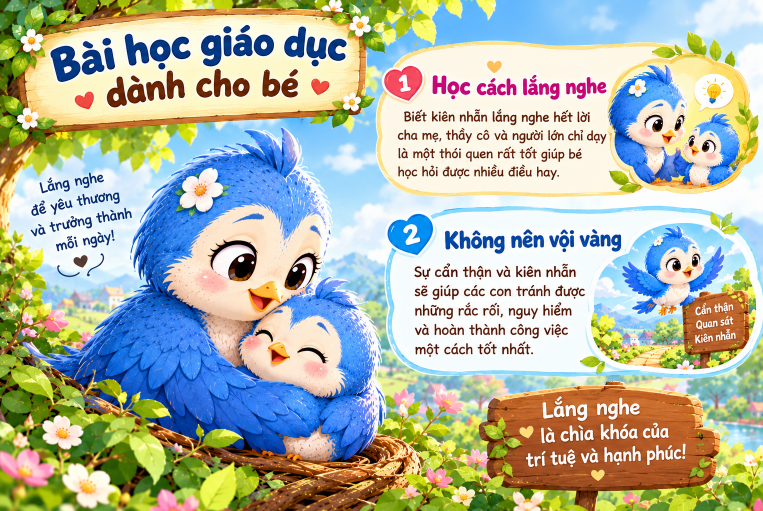 Bài học giáo dục
dành cho bé
Lắng nghe
để yêu thương
và trưởng thành
mỗi ngày!
1 Học cách lắng nghe
Biết kiên nhẫn lắng nghe hết lời
cha mẹ, thầy cô và người lớn chỉ dạy
là một thói quen rất tốt giúp bé
học hỏi được nhiều điều hay.
2 Không nên vội vàng
Sự cẩn thận và kiên nhẫn
sẽ giúp các con tránh được
những rắc rối, nguy hiểm
và hoàn thành công việc
một cách tốt nhất.
Cẩn thận
Quan sát
Kiên nhẫn
Lắng nghe
là chìa khóa của
trí tuệ và hạnh phúc!